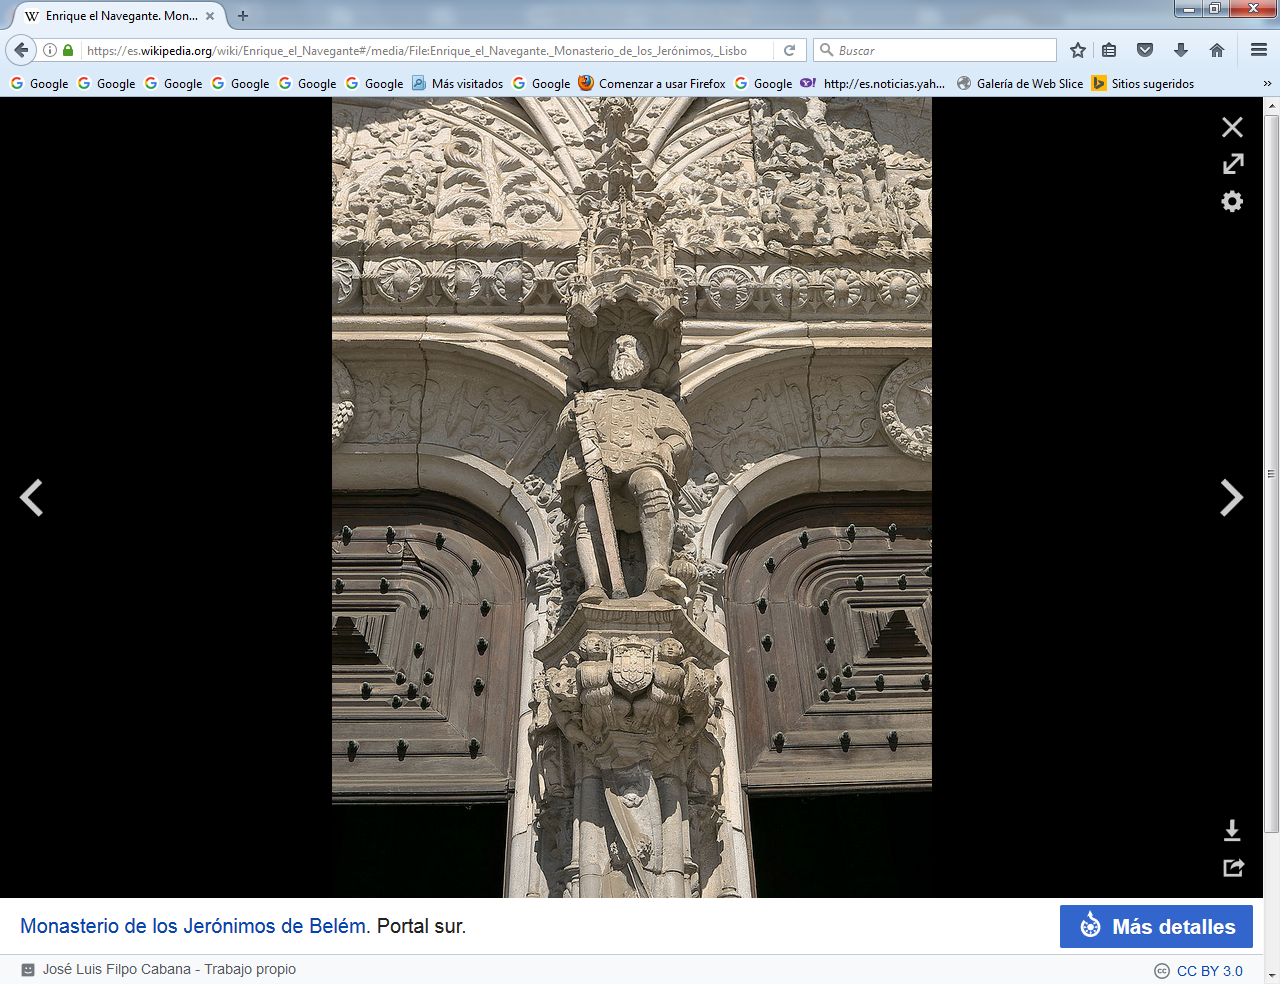 Enrique el Navegante. Mon...
https://es.wikipedia.org/wiki/Enrique_el_Navegante#/media/File:Enrique_el_Navegante._Monasterio_de_los_Jerónimos,_Lisbo
Buscar
Google Google Google Google Google Google Más visitados Google Comenzar a usar Firefox Google http://es.noticias.yah... Galería de Web Slice Sitios sugeridos
Monasterio de los Jerónimos de Belém. Portal sur.
Más detalles
José Luis Filpo Cabana - Trabajo propio
CC BY 3.0